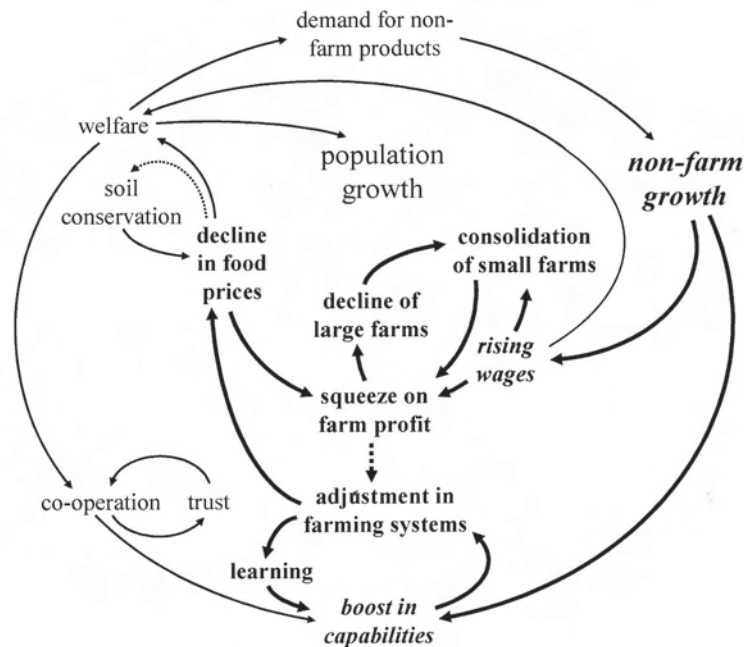 demand for non-
farm products
welfare
population
growth
non-farm
growth
soil
conservation
decline
in food
prices
consolidation
of small farms
decline of
large farms
rising
wages
squeeze on
farm profit
co-operation
trust
adjustment in
farming systems
learning
boost in
capabilities